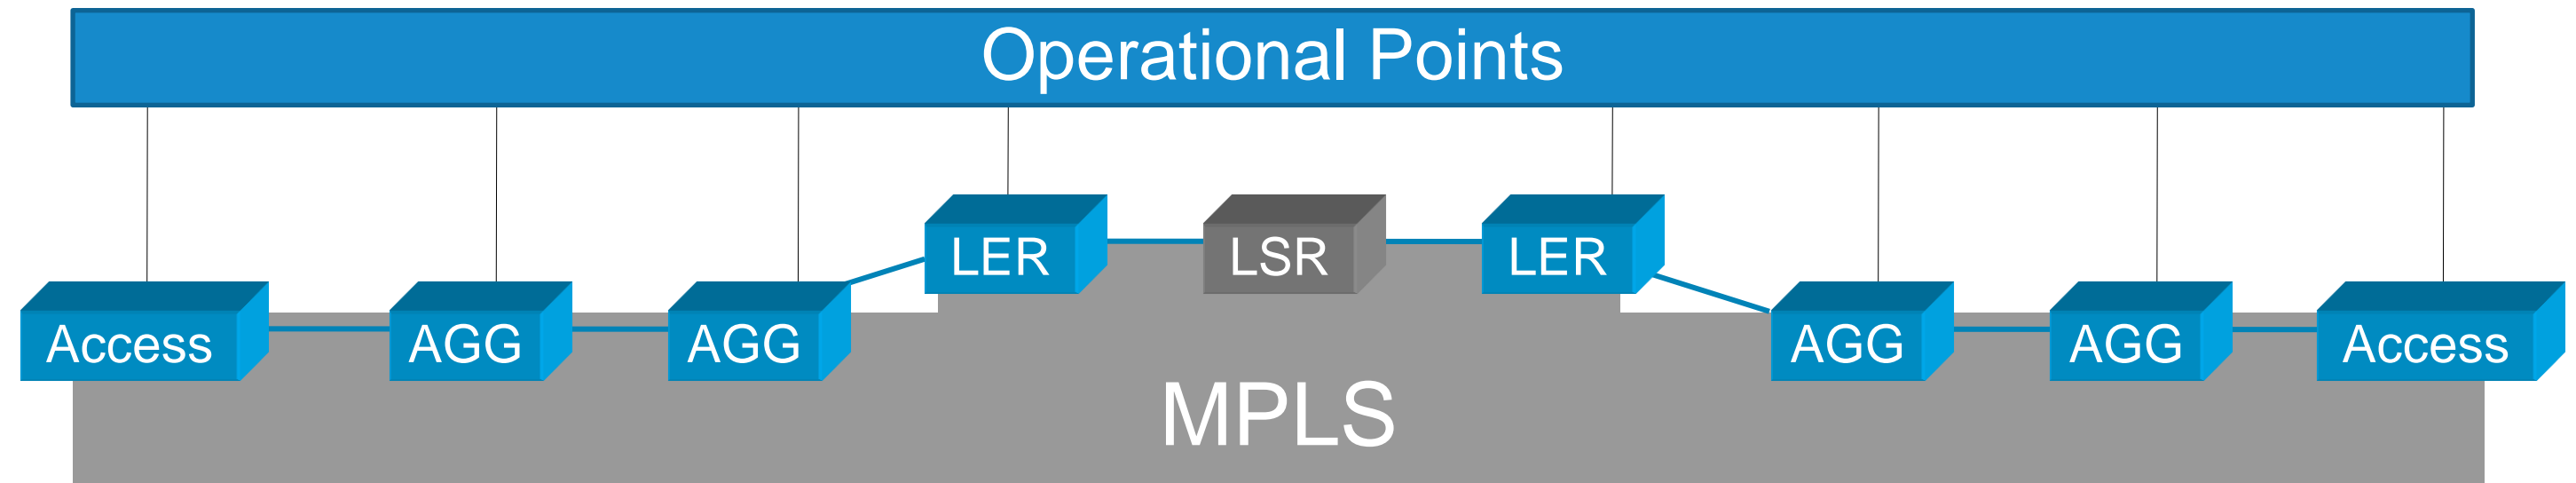 Operational Points
LER
LSR
LER
Access
AGG
AGG
AGG
AGG
Access
MPLS